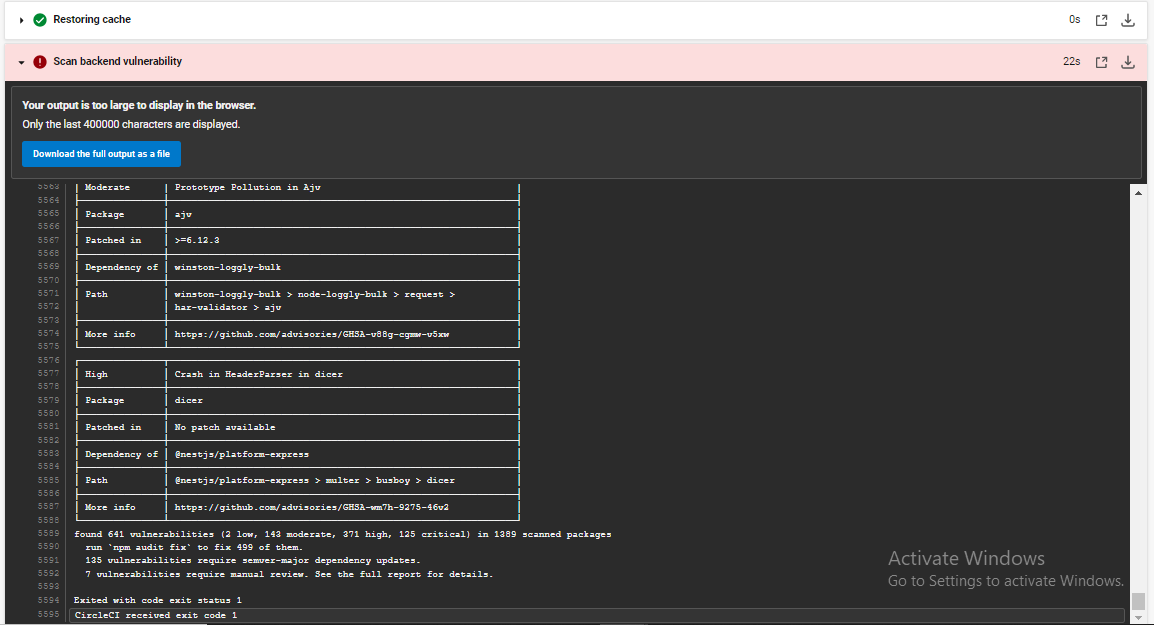 Restoring cache 0s
Scan backend vulnerability 22s
Your output is too large to display in the browser.
Only the last 400000 characters are displayed.
Download the full output as a file
5563 Moderate Prototype Pollution in Ajv
5564
5565 Package ajv
5566
5567 Patched in >=6.12.3
5568
5569 Dependency of winston-loggly-bulk
5570
5571 Path winston-loggly-bulk > node-loggly-bulk > request >
5572 har-validator > ajv
5573
5574 More info https://github.com/advisories/GHSA-v88g-cgmw-v5xw
5575
5576
5577 High Crash in HeaderParser in dicer
5578
5579 Package dicer
5580
5581 Patched in No patch available
5582
5583 Dependency of @nestjs/platform-express
5584
5585 Path @nestjs/platform-express > multer > busboy > dicer
5586
5587 More info https://github.com/advisories/GHSA-wm7h-9275-46v2
5588
5589 found 641 vulnerabilities (2 low, 143 moderate, 371 high, 125 critical) in 1389 scanned packages
5590 run `npm audit fix` to fix 499 of them.
5591 135 vulnerabilities require semver-major dependency updates.
5592 7 vulnerabilities require manual review. See the full report for details.
5593
5594 Exited with code exit status 1
5595 CircleCI received exit code 1
Activate Windows
Go to Settings to activate Windows.